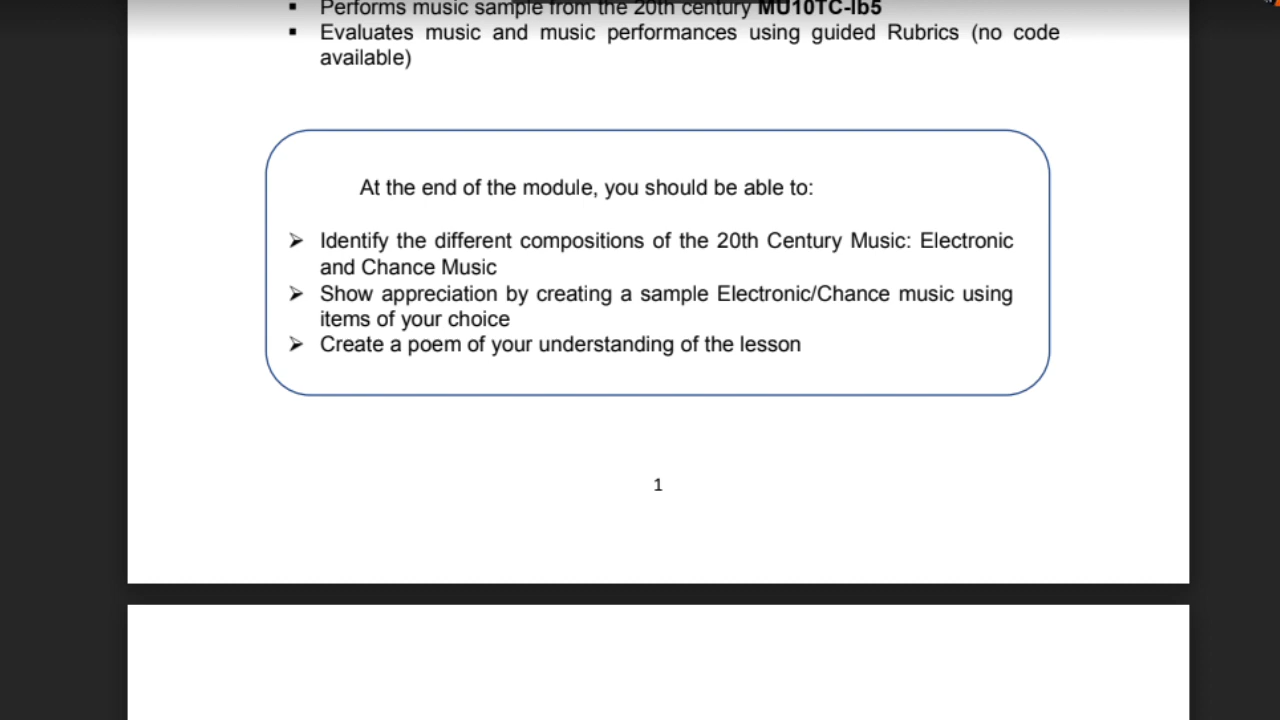 ▪ Performs music sample from the 20th century MU10TC-Ib5
▪ Evaluates music and music performances using guided Rubrics (no code
available)
At the end of the module, you should be able to:
➢ Identify the different compositions of the 20th Century Music: Electronic
and Chance Music
➢ Show appreciation by creating a sample Electronic/Chance music using
items of your choice
➢ Create a poem of your understanding of the lesson
1